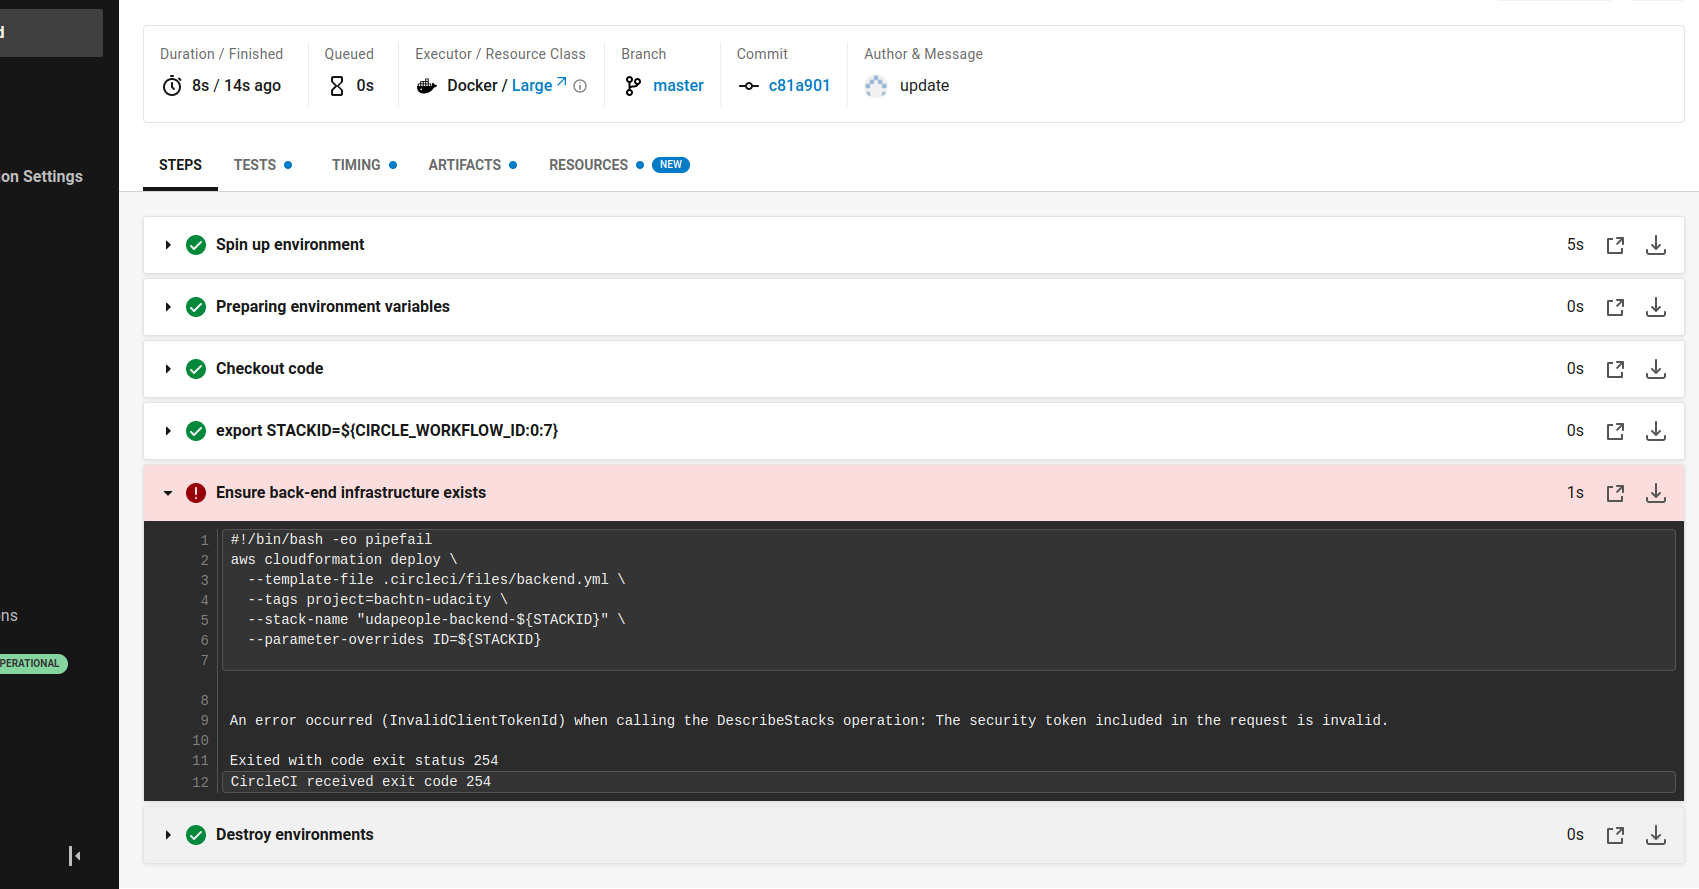 d
on Settings
ons
PERATIONAL
Duration / Finished
8s / 14s ago
Queued
0s
Executor / Resource Class
Docker / Large
Branch
master
Commit
c81a901
Author & Message
update
STEPS
TESTS
TIMING
ARTIFACTS
RESOURCES
NEW
Spin up environment
5s
Preparing environment variables
0s
Checkout code
0s
export STACKID=${CIRCLE_WORKFLOW_ID:0:7}
0s
Ensure back-end infrastructure exists
1s
1 #!/bin/bash -eo pipefail
2 aws cloudformation deploy \
3   --template-file .circleci/files/backend.yml \
4   --tags project=bachtn-udacity \
5   --stack-name "udapeople-backend-${STACKID}" \
6   --parameter-overrides ID=${STACKID}
7
8
9 An error occurred (InvalidClientTokenId) when calling the DescribeStacks operation: The security token included in the request is invalid.
10
11 Exited with code exit status 254
12 CircleCI received exit code 254
Destroy environments
0s